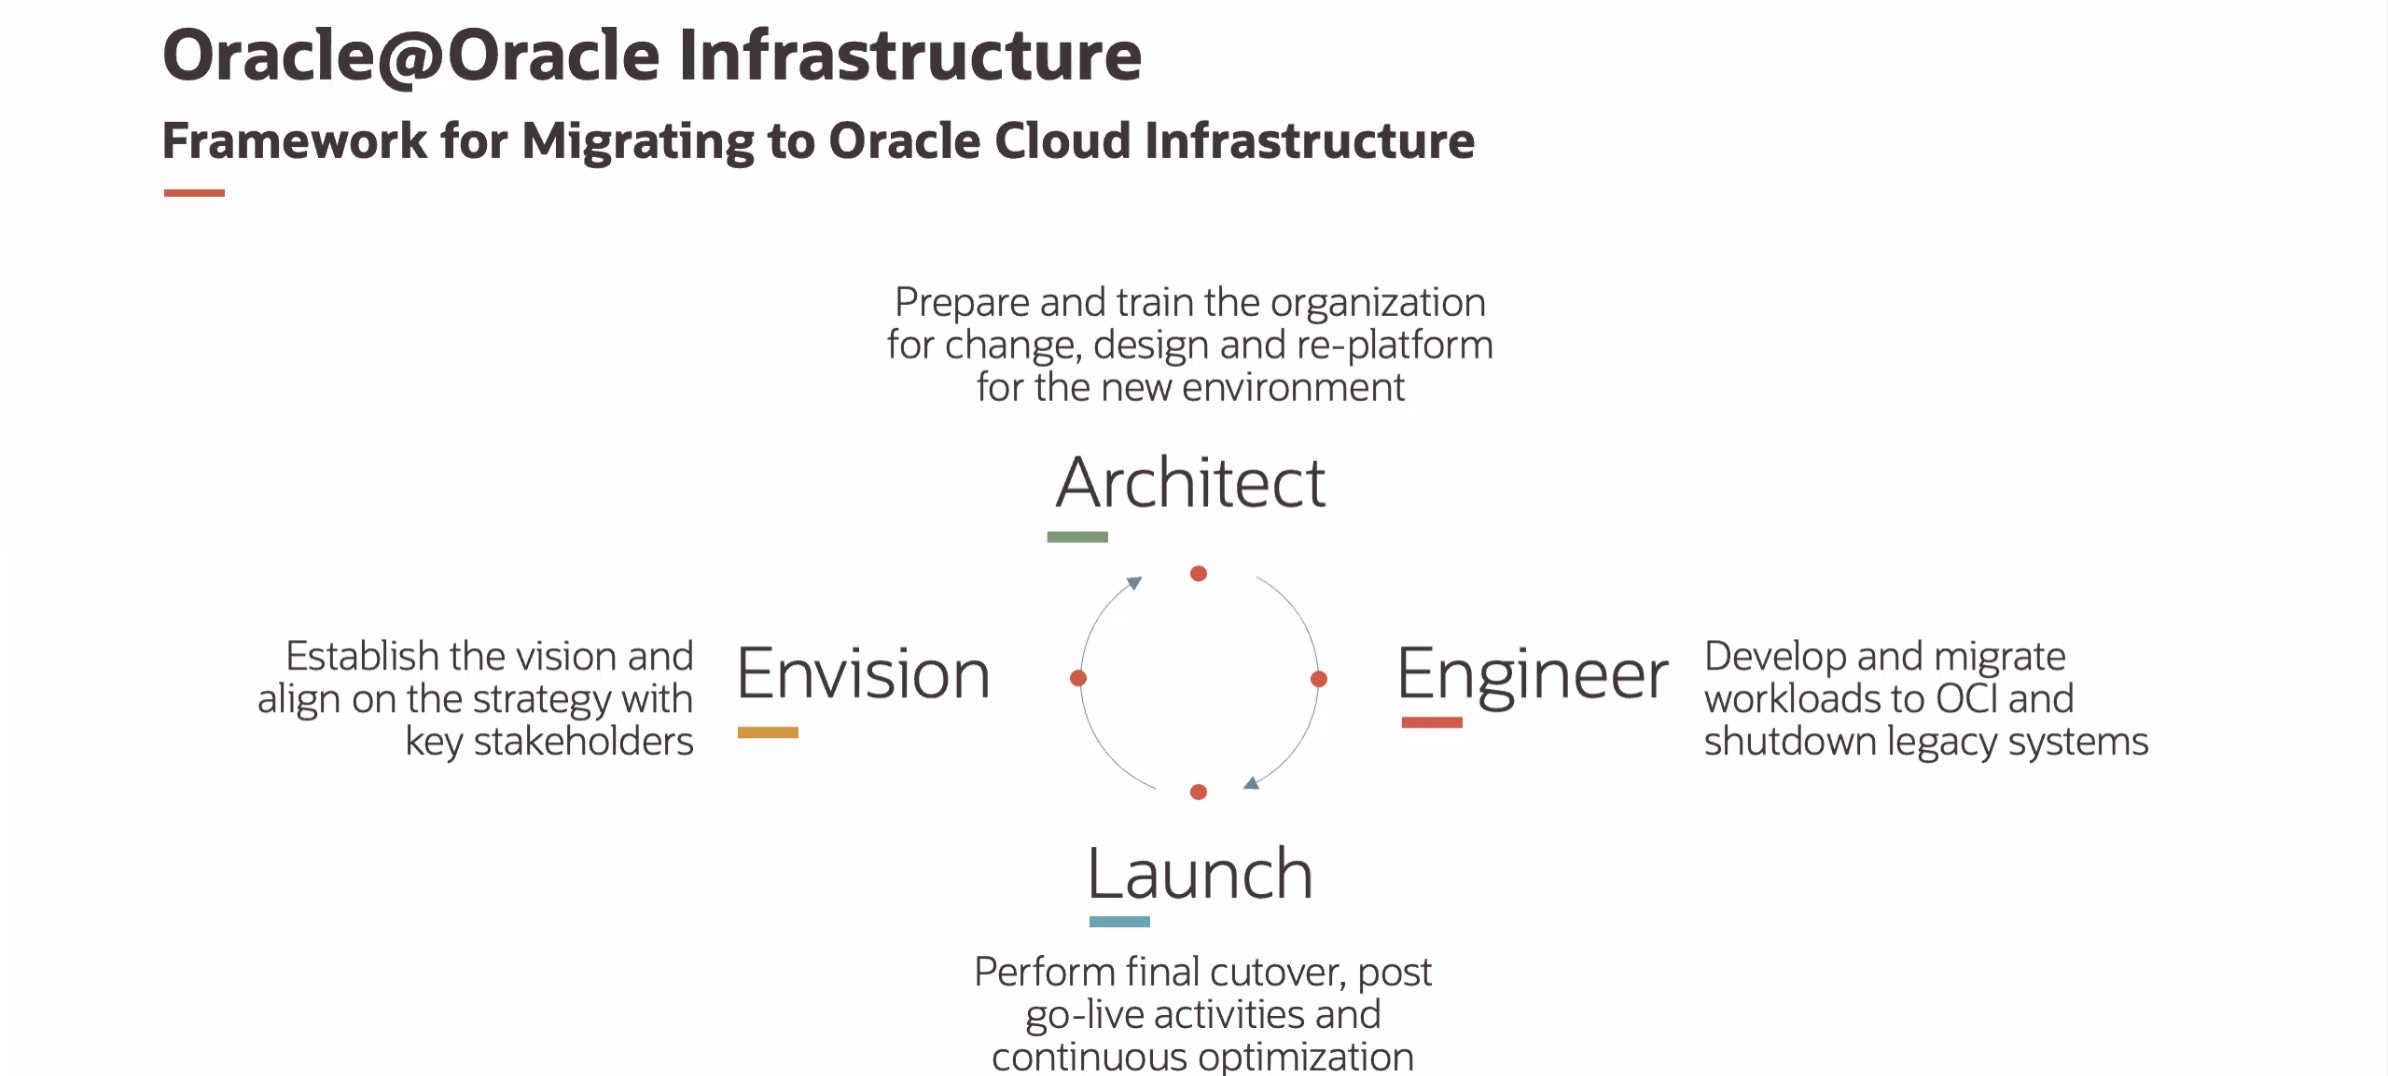 Oracle@Oracle Infrastructure
Framework for Migrating to Oracle Cloud Infrastructure
Prepare and train the organization
for change, design and re-platform
for the new environment
Architect
Establish the vision and
align on the strategy with
key stakeholders
Envision
Engineer
Develop and migrate
workloads to OCI and
shutdown legacy systems
Launch
Perform final cutover, post
go-live activities and
continuous optimization